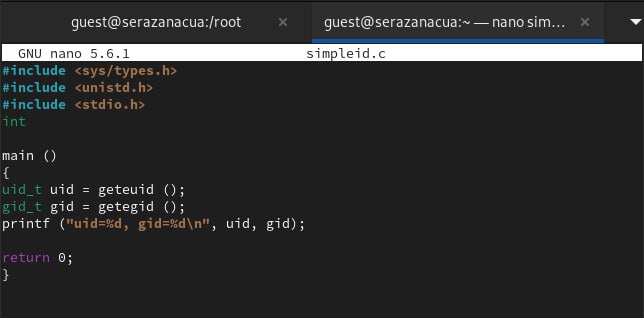 guest@serazanacua:/root × guest@serazanacua:~ — nano sim... ×
GNU nano 5.6.1 simpleid.c
#include <sys/types.h>
#include <unistd.h>
#include <stdio.h>
int
main ()
{
uid_t uid = geteuid ();
gid_t gid = getegid ();
printf ("uid=%d, gid=%d\n", uid, gid);
return 0;
}